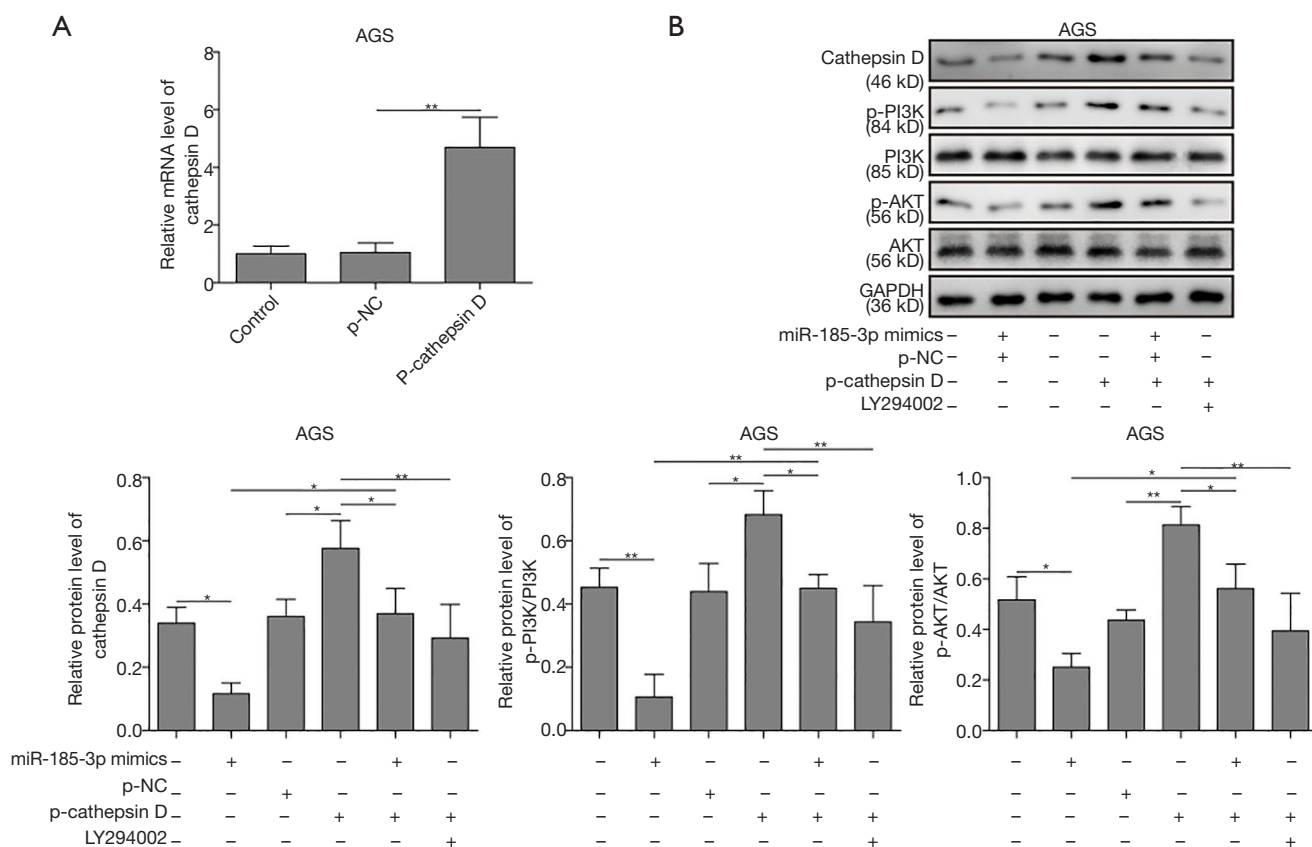 A
AGS
Relative mRNA level of
cathepsin D
8
6
4
2
0
**
Control
p-NC
P-cathepsin D
B
AGS
Cathepsin D
(46 kD)
p-PI3K
(84 kD)
PI3K
(85 kD)
p-AKT
(56 kD)
AKT
(56 kD)
GAPDH
(36 kD)
miR-185-3p mimics – + – – + –
p-NC – + – – + –
p-cathepsin D – – – + + +
LY294002 – – – – – +
AGS
Relative protein level of
cathepsin D
0.8
0.6
0.4
0.2
0.0
**
*
*
*
*
AGS
Relative protein level of
p-PI3K/PI3K
0.8
0.6
0.4
0.2
0.0
**
**
*
*
**
AGS
Relative protein level of
p-AKT/AKT
1.0
0.8
0.6
0.4
0.2
0.0
**
*
*
**
*
miR-185-3p mimics – + – – + – – + – – + – – + – – + –
p-NC – – + – – – – – + – – – – – + – – –
p-cathepsin D – – – + + + – – – + + + – – – + + +
LY294002 – – – – – + – – – – – + – – – – – +